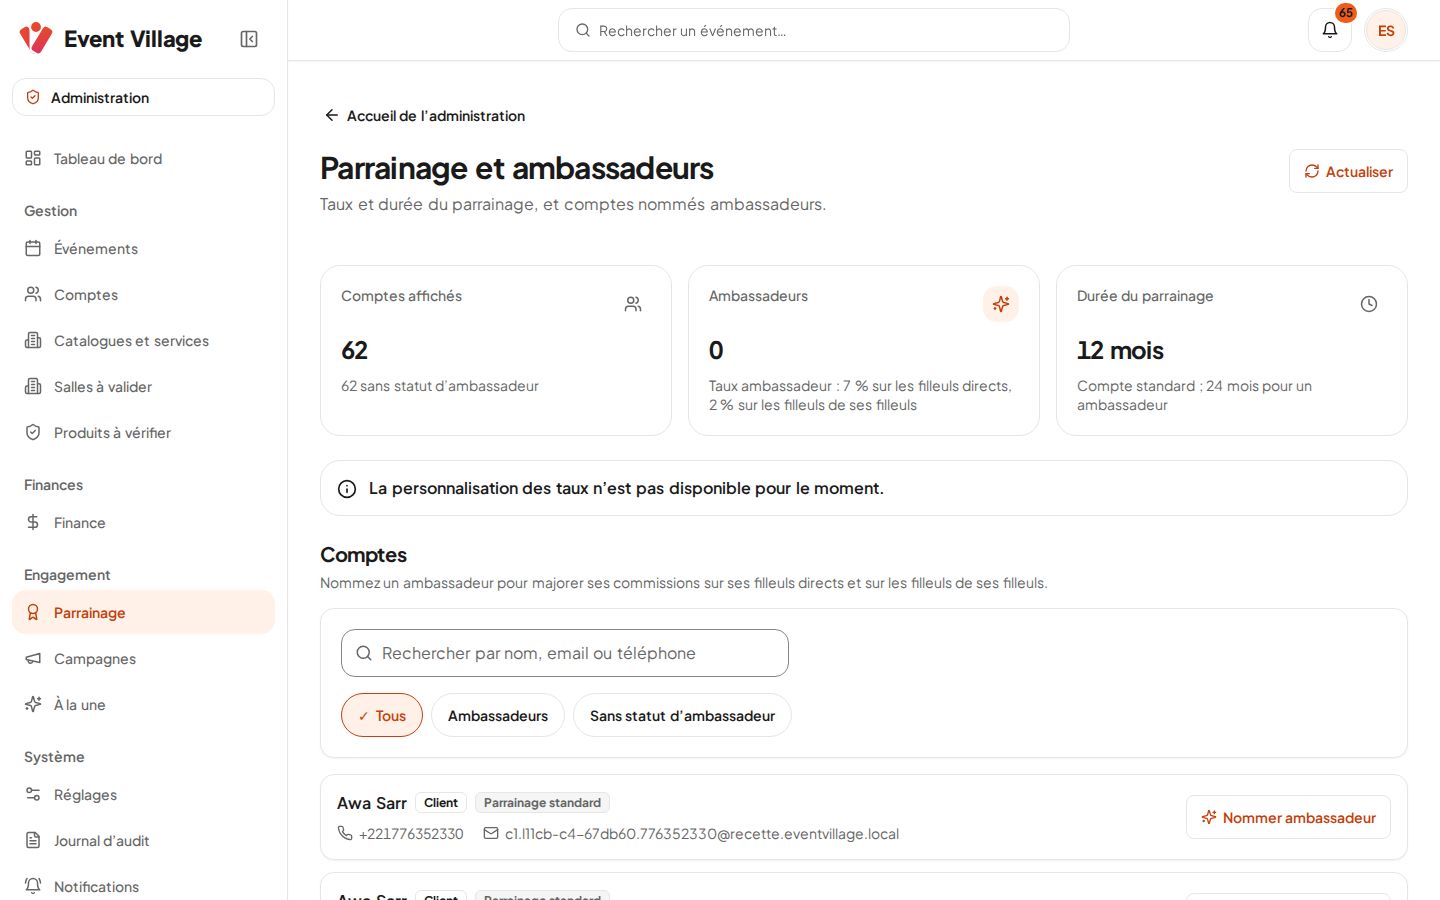 Event Village
Rechercher un événement…
65
ES
Administration
Tableau de bord
Gestion
Événements
Comptes
Catalogues et services
Salles à valider
Produits à vérifier
Finances
Finance
Engagement
Parrainage
Campagnes
À la une
Système
Réglages
Journal d’audit
Notifications
Accueil de l’administration
Parrainage et ambassadeurs
Taux et durée du parrainage, et comptes nommés ambassadeurs.
Actualiser
Comptes affichés
62
62 sans statut d’ambassadeur
Ambassadeurs
0
Taux ambassadeur : 7 % sur les filleuls directs,
2 % sur les filleuls de ses filleuls
Durée du parrainage
12 mois
Compte standard ; 24 mois pour un
ambassadeur
La personnalisation des taux n’est pas disponible pour le moment.
Comptes
Nommez un ambassadeur pour majorer ses commissions sur ses filleuls directs et sur les filleuls de ses filleuls.
Rechercher par nom, email ou téléphone
✓ Tous
Ambassadeurs
Sans statut d’ambassadeur
Awa Sarr Client Parrainage standard
+221776352330 c1.l11cb-c4-67db60.776352330@recette.eventvillage.local
Nommer ambassadeur
Awa Sarr Client Parrainage standard